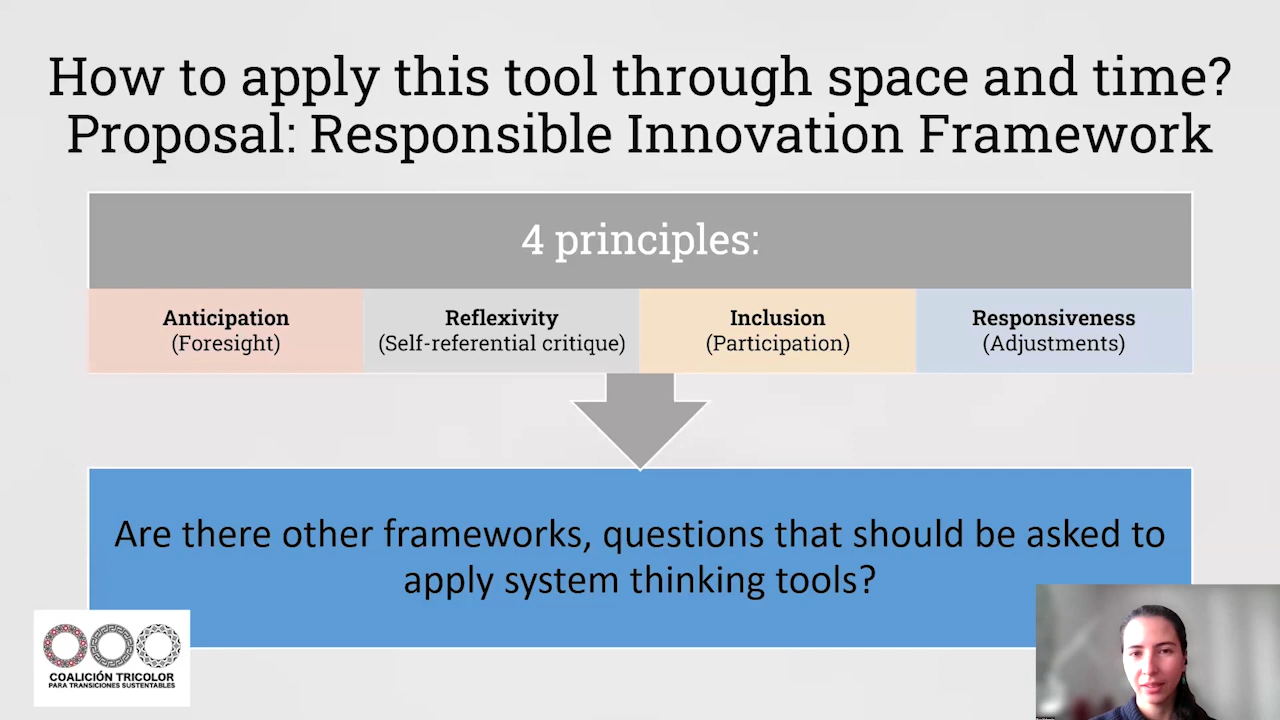 How to apply this tool through space and time?
Proposal: Responsible Innovation Framework
4 principles:
Anticipation
(Foresight)
Reflexivity
(Self-referential critique)
Inclusion
(Participation)
Responsiveness
(Adjustments)
Are there other frameworks, questions that should be asked to
apply system thinking tools?
COALICIÓN TRICOLOR
PARA TRANSICIONES SUSTENTABLES